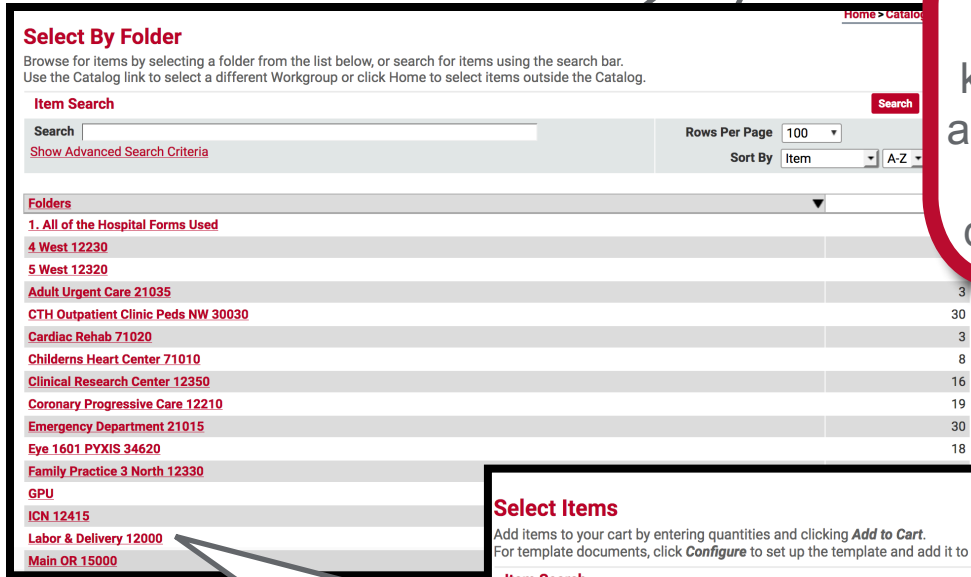 Home > Catalog
Select By Folder
Browse for items by selecting a folder from the list below, or search for items using the search bar.
Use the Catalog link to select a different Workgroup or click Home to select items outside the Catalog.
Item Search
Search
Search
Rows Per Page 100
Show Advanced Search Criteria
Sort By Item A-Z
Folders
1. All of the Hospital Forms Used
4 West 12230
5 West 12320
Adult Urgent Care 21035 3
CTH Outpatient Clinic Peds NW 30030 30
Cardiac Rehab 71020 3
Childerns Heart Center 71010 8
Clinical Research Center 12350 16
Coronary Progressive Care 12210 19
Emergency Department 21015 30
Eye 1601 PYXIS 34620 18
Family Practice 3 North 12330
GPU
ICN 12415
Labor & Delivery 12000
Main OR 15000
Select Items
Add items to your cart by entering quantities and clicking Add to Cart.
For template documents, click Configure to set up the template and add it to
Item Search